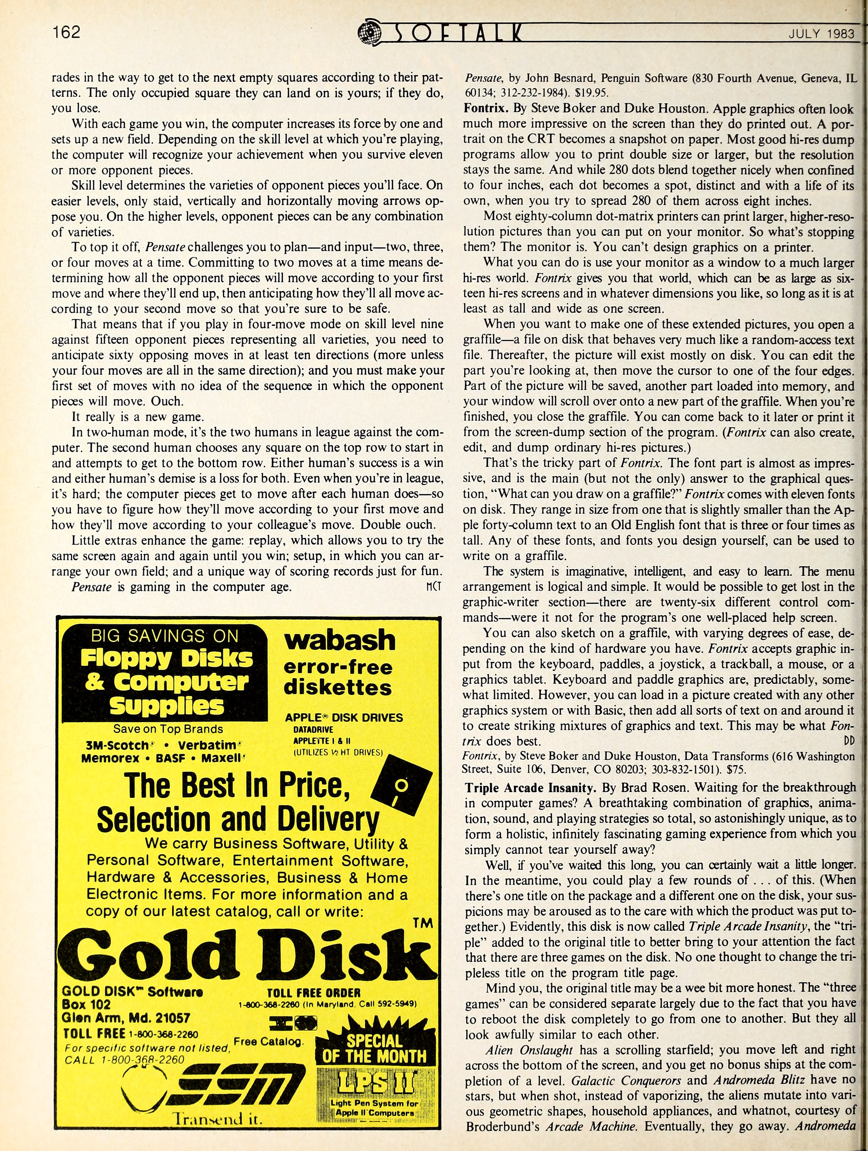 162
SOFTALK
JULY 1983
rades in the way to get to the next empty squares according to their pat-
terns. The only occupied square they can land on is yours; if they do,
you lose.
With each game you win, the computer increases its force by one and
sets up a new field. Depending on the skill level at which you're playing,
the computer will recognize your achievement when you survive eleven
or more opponent pieces.
Skill level determines the varieties of opponent pieces you'll face. On
easier levels, only staid, vertically and horizontally moving arrows op-
pose you. On the higher levels, opponent pieces can be any combination
of varieties.
To top it off, Pensate challenges you to plan—and input—two, three,
or four moves at a time. Committing to two moves at a time means de-
termining how all the opponent pieces will move according to your first
move and where they'll end up, then anticipating how they'll all move ac-
cording to your second move so that you're sure to be safe.
That means that if you play in four-move mode on skill level nine
against fifteen opponent pieces representing all varieties, you need to
anticipate sixty opposing moves in at least ten directions (more unless
your four moves are all in the same direction); and you must make your
first set of moves with no idea of the sequence in which the opponent
pieces will move. Ouch.
It really is a new game.
In two-human mode, it's the two humans in league against the com-
puter. The second human chooses any square on the top row to start in
and attempts to get to the bottom row. Either human's success is a win
and either human's demise is a loss for both. Even when you're in league,
it's hard; the computer pieces get to move after each human does—so
you have to figure how they'll move according to your first move and
how they'll move according to your colleague's move. Double ouch.
Little extras enhance the game: replay, which allows you to try the
same screen again and again until you win; setup, in which you can ar-
range your own field; and a unique way of scoring records just for fun.
Pensate is gaming in the computer age. MCT
BIG SAVINGS ON
Floppy Disks
& Computer
Supplies
Save on Top Brands
3M-Scotch • Verbatim
Memorex • BASF • Maxell
wabash
error-free
diskettes
APPLE® DISK DRIVES
DATADRIVE
APPLETTE I & II
(UTILIZES ½ HT DRIVES)
The Best In Price,
Selection and Delivery
We carry Business Software, Utility &
Personal Software, Entertainment Software,
Hardware & Accessories, Business & Home
Electronic Items. For more information and a
copy of our latest catalog, call or write:
Gold Disk™
GOLD DISK™ Software
Box 102
Glen Arm, Md. 21057
TOLL FREE 1-800-368-2260
For specific software not listed,
CALL 1-800-368-2260
TOLL FREE ORDER
1-800-368-2260 (In Maryland, Call 592-5949)
Free Catalog.
SPECIAL
OF THE MONTH
SSM
Transend it.
LPS II
Light Pen System for
Apple II Computers
Pensate, by John Besnard, Penguin Software (830 Fourth Avenue, Geneva, IL
60134; 312-232-1984). $19.95.
Fontrix. By Steve Boker and Duke Houston. Apple graphics often look
much more impressive on the screen than they do printed out. A por-
trait on the CRT becomes a snapshot on paper. Most good hi-res dump
programs allow you to print double size or larger, but the resolution
stays the same. And while 280 dots blend together nicely when confined
to four inches, each dot becomes a spot, distinct and with a life of its
own, when you try to spread 280 of them across eight inches.
Most eighty-column dot-matrix printers can print larger, higher-reso-
lution pictures than you can put on your monitor. So what's stopping
them? The monitor is. You can't design graphics on a printer.
What you can do is use your monitor as a window to a much larger
hi-res world. Fontrix gives you that world, which can be as large as six-
teen hi-res screens and in whatever dimensions you like, so long as it is at
least as tall and wide as one screen.
When you want to make one of these extended pictures, you open a
graffile—a file on disk that behaves very much like a random-access text
file. Thereafter, the picture will exist mostly on disk. You can edit the
part you're looking at, then move the cursor to one of the four edges.
Part of the picture will be saved, another part loaded into memory, and
your window will scroll over onto a new part of the graffile. When you're
finished, you close the graffile. You can come back to it later or print it
from the screen-dump section of the program. (Fontrix can also create,
edit, and dump ordinary hi-res pictures.)
That's the tricky part of Fontrix. The font part is almost as impres-
sive, and is the main (but not the only) answer to the graphical ques-
tion, "What can you draw on a graffile?" Fontrix comes with eleven fonts
on disk. They range in size from one that is slightly smaller than the Ap-
ple forty-column text to an Old English font that is three or four times as
tall. Any of these fonts, and fonts you design yourself, can be used to
write on a graffile.
The system is imaginative, intelligent, and easy to learn. The menu
arrangement is logical and simple. It would be possible to get lost in the
graphic-writer section—there are twenty-six different control com-
mands—were it not for the program's one well-placed help screen.
You can also sketch on a graffile, with varying degrees of ease, de-
pending on the kind of hardware you have. Fontrix accepts graphic in-
put from the keyboard, paddles, a joystick, a trackball, a mouse, or a
graphics tablet. Keyboard and paddle graphics are, predictably, some-
what limited. However, you can load in a picture created with any other
graphics system or with Basic, then add all sorts of text on and around it
to create striking mixtures of graphics and text. This may be what Fon-
trix does best. DD
Fontrix, by Steve Boker and Duke Houston, Data Transforms (616 Washington
Street, Suite 106, Denver, CO 80203; 303-832-1501). $75.
Triple Arcade Insanity. By Brad Rosen. Waiting for the breakthrough
in computer games? A breathtaking combination of graphics, anima-
tion, sound, and playing strategies so total, so astonishingly unique, as to
form a holistic, infinitely fascinating gaming experience from which you
simply cannot tear yourself away?
Well, if you've waited this long, you can certainly wait a little longer.
In the meantime, you could play a few rounds of . . . of this. (When
there's one title on the package and a different one on the disk, your sus-
picions may be aroused as to the care with which the product was put to-
gether.) Evidently, this disk is now called Triple Arcade Insanity, the "tri-
ple" added to the original title to better bring to your attention the fact
that there are three games on the disk. No one thought to change the tri-
pleless title on the program title page.
Mind you, the original title may be a wee bit more honest. The "three
games" can be considered separate largely due to the fact that you have
to reboot the disk completely to go from one to another. But they all
look awfully similar to each other.
Alien Onslaught has a scrolling starfield; you move left and right
across the bottom of the screen, and you get no bonus ships at the com-
pletion of a level. Galactic Conquerors and Andromeda Blitz have no
stars, but when shot, instead of vaporizing, the aliens mutate into vari-
ous geometric shapes, household appliances, and whatnot, courtesy of
Broderbund's Arcade Machine. Eventually, they go away. Andromeda